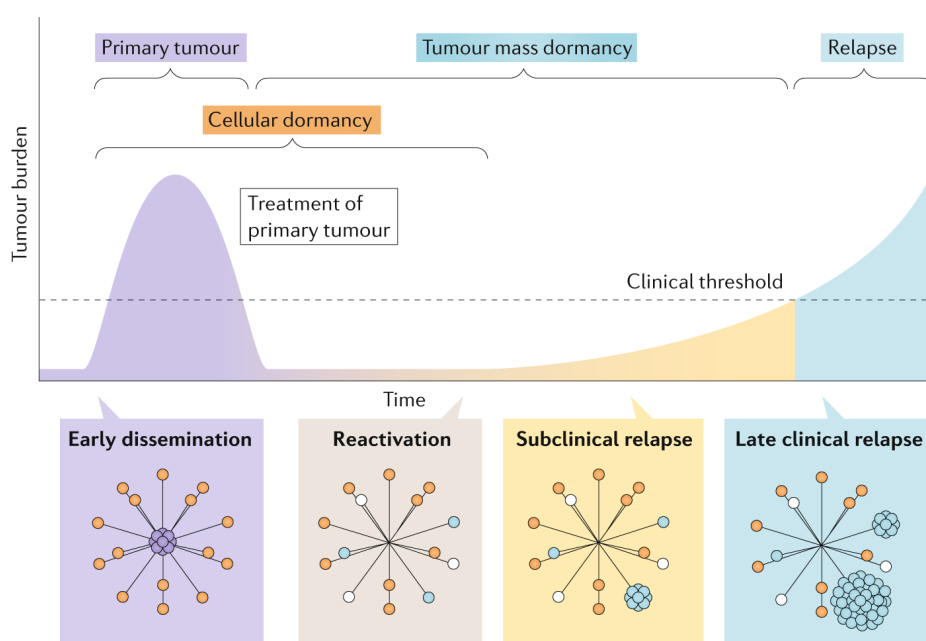 Primary tumour
Tumour mass dormancy
Relapse
Cellular dormancy
Treatment of
primary tumour
Tumour burden
Clinical threshold
Time
Early dissemination
Reactivation
Subclinical relapse
Late clinical relapse